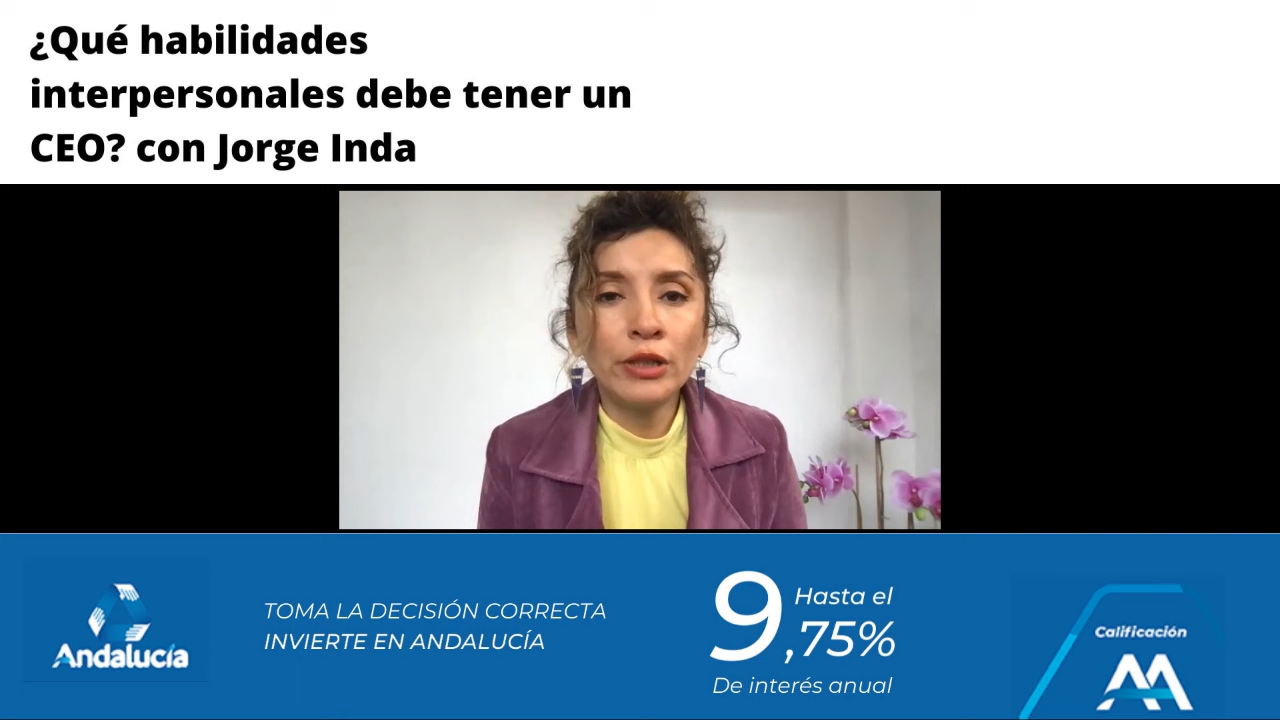 ¿Qué habilidades
interpersonales debe tener un
CEO? con Jorge Inda
Andalucía
TOMA LA DECISIÓN CORRECTA
INVIERTE EN ANDALUCÍA
9,75%
Hasta el
De interés anual
Calificación
AA